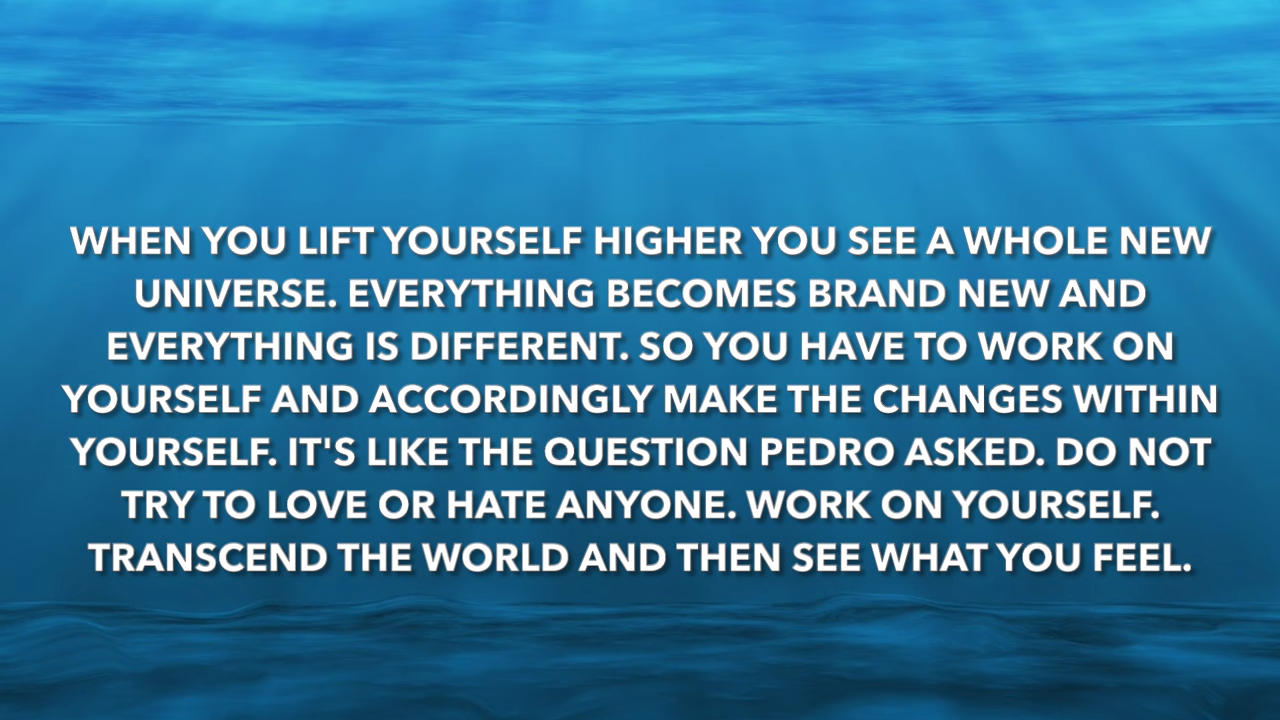 WHEN YOU LIFT YOURSELF HIGHER YOU SEE A WHOLE NEW
UNIVERSE. EVERYTHING BECOMES BRAND NEW AND
EVERYTHING IS DIFFERENT. SO YOU HAVE TO WORK ON
YOURSELF AND ACCORDINGLY MAKE THE CHANGES WITHIN
YOURSELF. IT'S LIKE THE QUESTION PEDRO ASKED. DO NOT
TRY TO LOVE OR HATE ANYONE. WORK ON YOURSELF.
TRANSCEND THE WORLD AND THEN SEE WHAT YOU FEEL.